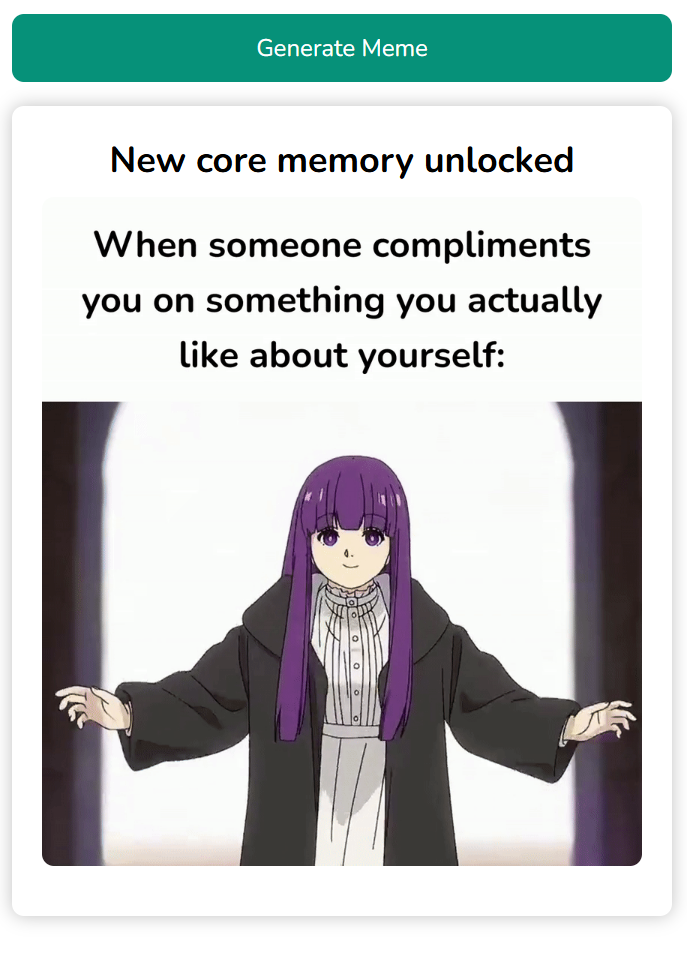 Generate Meme
New core memory unlocked
When someone compliments
you on something you actually
like about yourself: